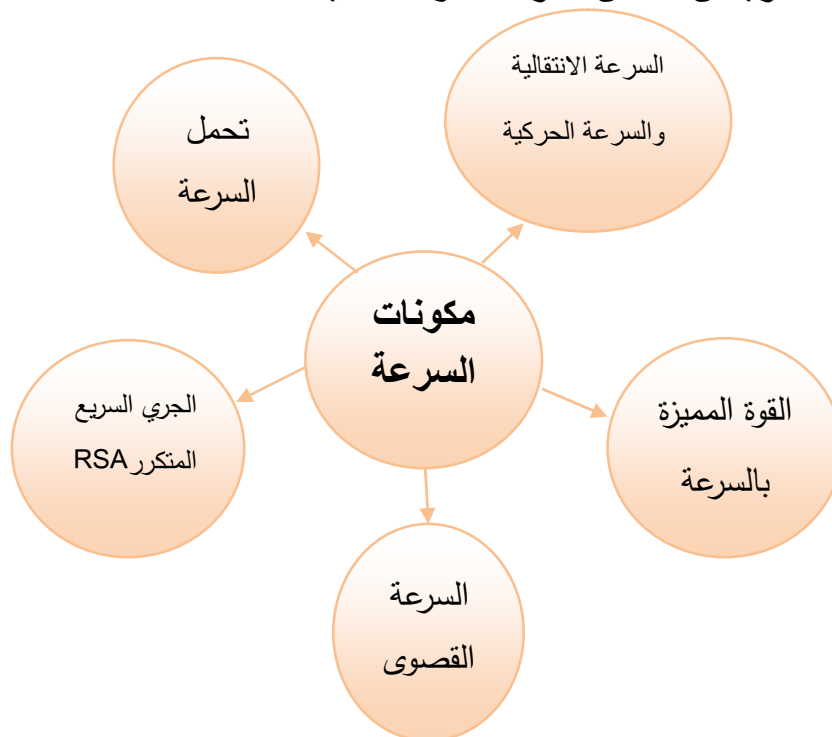 السرعة الانتقالية
والسرعة الحركية
تحمل
السرعة
مكونات
السرعة
القوة المميزة
بالسرعة
الجري السريع
المتكرر RSA
السرعة
القصوى